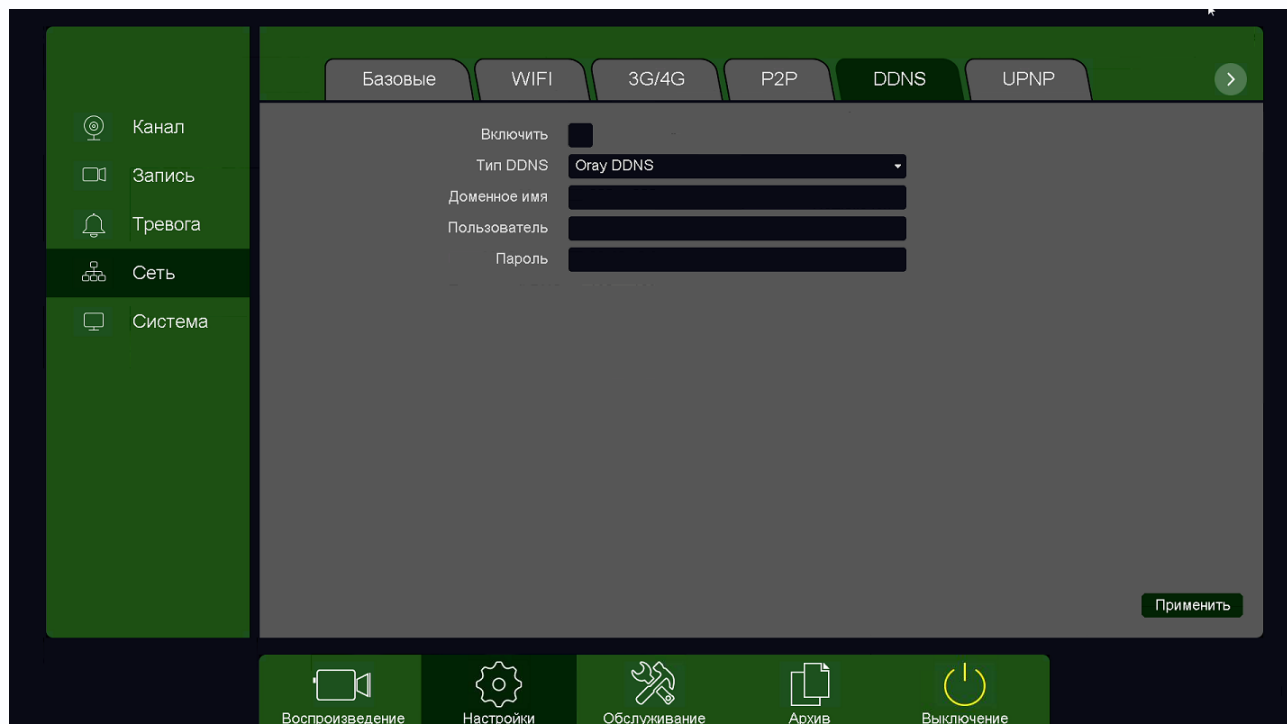 Базовые WIFI 3G/4G P2P DDNS UPNP
Канал
Запись
Тревога
Сеть
Система
Включить
Тип DDNS Oray DDNS
Доменное имя
Пользователь
Пароль
Применить
Воспроизведение Настройки Обслуживание Архив Выключение